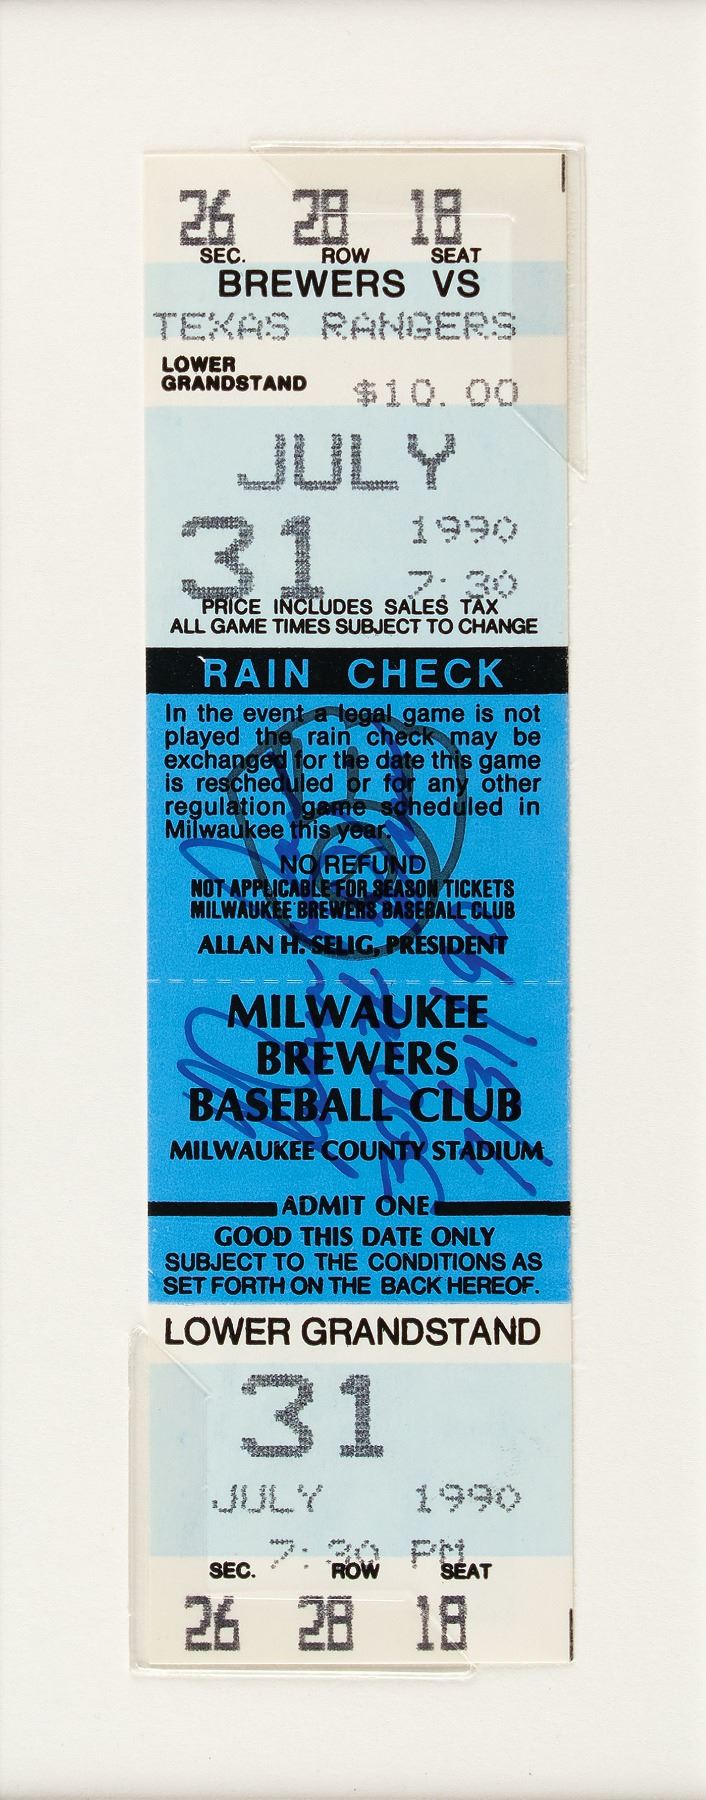 26 28 18
SEC. ROW SEAT
BREWERS VS
TEXAS RANGERS
LOWER
GRANDSTAND $10.00
JULY
31 1990
7:30
PRICE INCLUDES SALES TAX
ALL GAME TIMES SUBJECT TO CHANGE
RAIN CHECK
In the event a legal game is not
played the rain check may be
exchanged for the date this game
is rescheduled or for any other
regulation game scheduled in
Milwaukee this year.
NO REFUND
NOT APPLICABLE FOR SEASON TICKETS
MILWAUKEE BREWERS BASEBALL CLUB
ALLAN H. SELIG, PRESIDENT
MILWAUKEE
BREWERS
BASEBALL CLUB
MILWAUKEE COUNTY STADIUM
ADMIT ONE
GOOD THIS DATE ONLY
SUBJECT TO THE CONDITIONS AS
SET FORTH ON THE BACK HEREOF.
Nolan Ryan
300th
7/31/90
LOWER GRANDSTAND
31
JULY 1990
7:30 PM
SEC. ROW SEAT
26 28 18